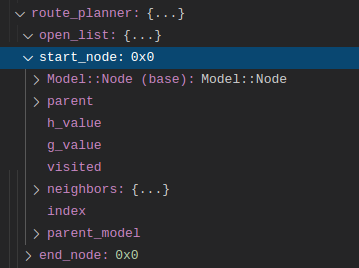 route_planner: {...}
open_list: {...}
start_node: 0x0
Model::Node (base): Model::Node
parent
h_value
g_value
visited
neighbors: {...}
index
parent_model
end_node: 0x0